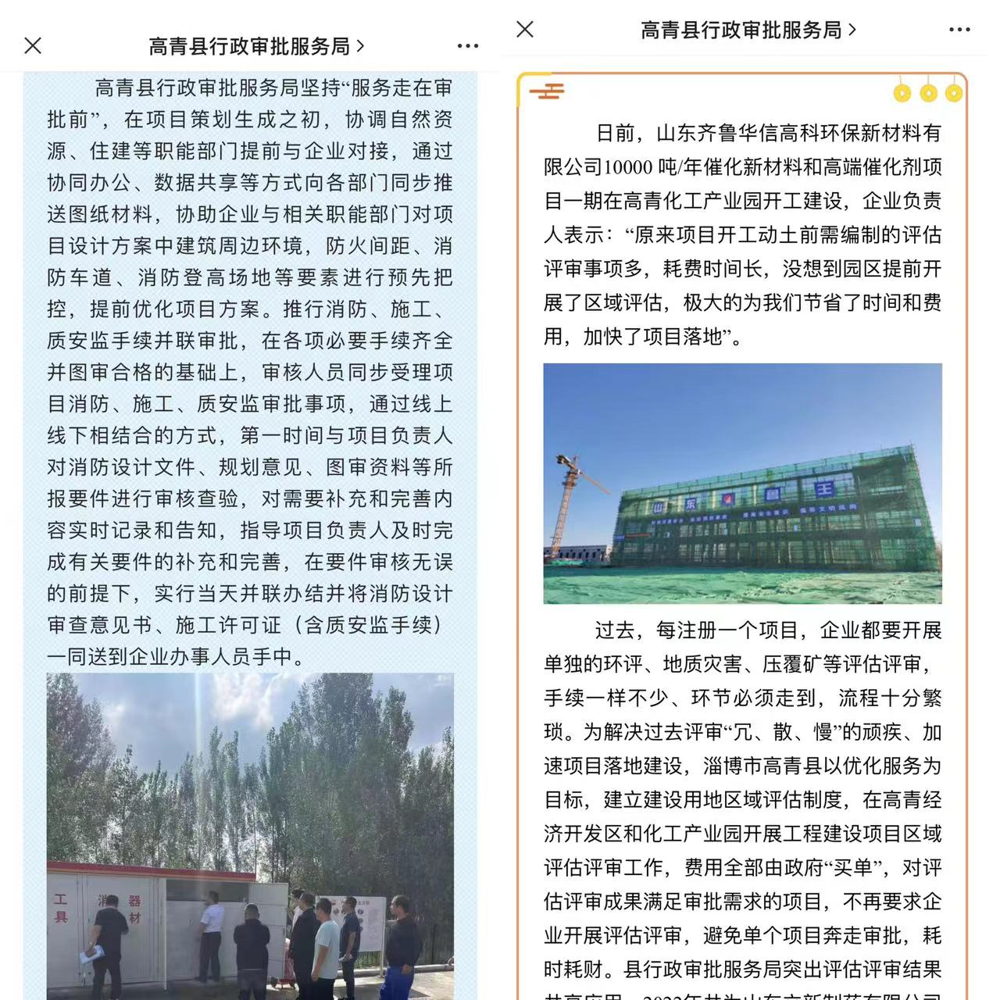 高青县行政审批服务局
高青县行政审批服务局坚持“服务走在审
批前”，在项目策划生成之初，协调自然资
源、住建等职能部门提前与企业对接，通过
协同办公、数据共享等方式向各部门同步推
送图纸材料，协助企业与相关职能部门对项
目设计方案中建筑周边环境，防火间距、消
防车道、消防登高场地等要素进行预先把
控，提前优化项目方案。推行消防、施工、
质安监手续并联审批，在各项必要手续齐全
并图审合格的基础上，审核人员同步受理项
目消防、施工、质安监审批事项，通过线上
线下相结合的方式，第一时间与项目负责人
对消防设计文件、规划意见、图审资料等所
报要件进行审核查验，对需要补充和完善内
容实时记录和告知，指导项目负责人及时完
成有关要件的补充和完善，在要件审核无误
的前提下，实行当天并联办结并将消防设计
审查意见书、施工许可证（含质安监手续）
一同送到企业办事人员手中。
工具
消 器材
高青县行政审批服务局
日前，山东齐鲁华信高科环保新材料有
限公司10000 吨/年催化新材料和高端催化剂项
目一期在高青化工产业园开工建设，企业负责
人表示：“原来项目开工动土前需编制的评估
评审事项多，耗费时间长，没想到园区提前开
展了区域评估，极大的为我们节省了时间和费
用，加快了项目落地”。
山东 鲁王
过去，每注册一个项目，企业都要开展
单独的环评、地质灾害、压覆矿等评估评审，
手续一样不少、环节必须走到，流程十分繁
琐。为解决过去评审“冗、散、慢”的顽疾、加
速项目落地建设，淄博市高青县以优化服务为
目标，建立建设用地区域评估制度，在高青经
济开发区和化工产业园开展工程建设项目区域
评估评审工作，费用全部由政府“买单”，对评
估评审成果满足审批需求的项目，不再要求企
业开展评估评审，避免单个项目奔走审批，耗
时耗财。县行政审批服务局突出评估评审结果